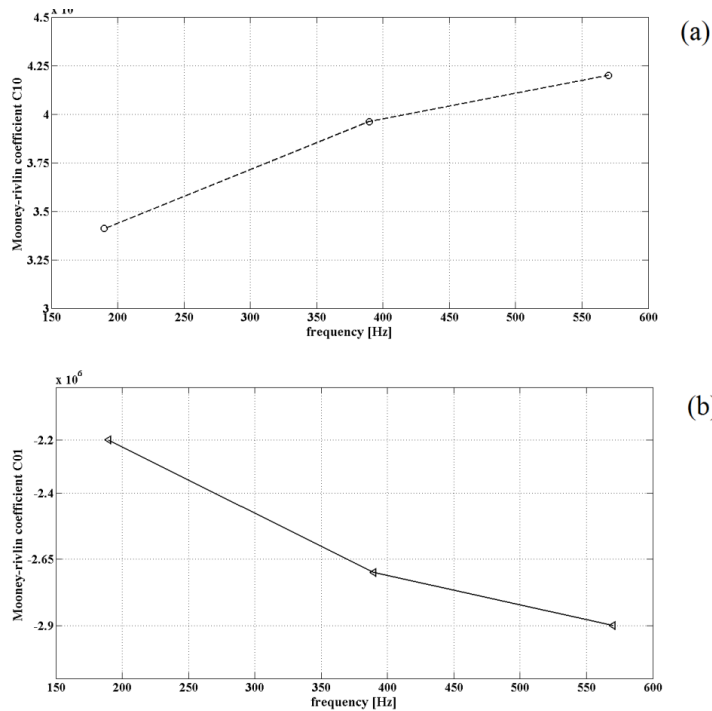 (a)
4.5
4.25
4
3.75
3.5
3.25
3
Mooney-rivlin coefficient C10
150 200 250 300 350 400 450 500 550 600
frequency [Hz]
(b)
x 10^6
-2.2
-2.4
-2.65
-2.9
Mooney-rivlin coefficient C01
150 200 250 300 350 400 450 500 550 600
frequency [Hz]